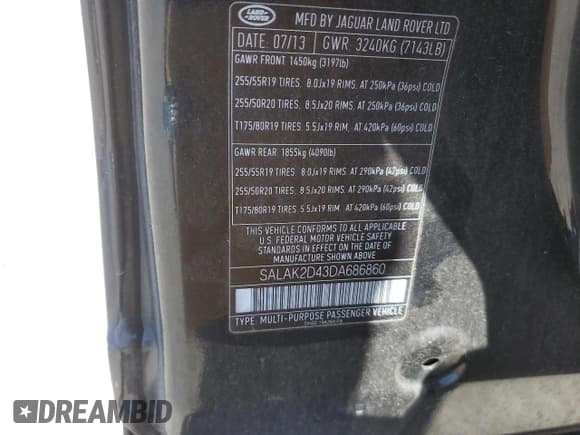 LAND ROVER
MFD BY JAGUAR LAND ROVER LTD
DATE 07/13 GWR 3240KG (7143LB)
GAWR FRONT 1450kg (3197lb)
255/55R19 TIRES. 8.0Jx19 RIMS. AT 250kPa (36psi) COLD
255/50R20 TIRES. 8.5Jx20 RIMS. AT 250kPa (36psi) COLD
T175/80R19 TIRES 5.5Jx19 RIM. AT 420kPa (60psi) COLD
GAWR REAR 1855kg (4090lb)
255/55R19 TIRES. 8.0Jx19 RIMS. AT 290kPa (42psi) COLD
255/50R20 TIRES. 8.5Jx20 RIMS. AT 290kPa (42psi) COLD
T175/80R19 TIRES 5.5Jx19 RIM. AT 420kPa (60psi) COLD
THIS VEHICLE CONFORMS TO ALL APPLICABLE
U.S. FEDERAL MOTOR VEHICLE SAFETY
STANDARDS IN EFFECT ON THE DATE OF
MANUFACTURE SHOWN ABOVE
SALAK2D43DA686860
TYPE MULTI-PURPOSE PASSENGER VEHICLE
DREAMBID